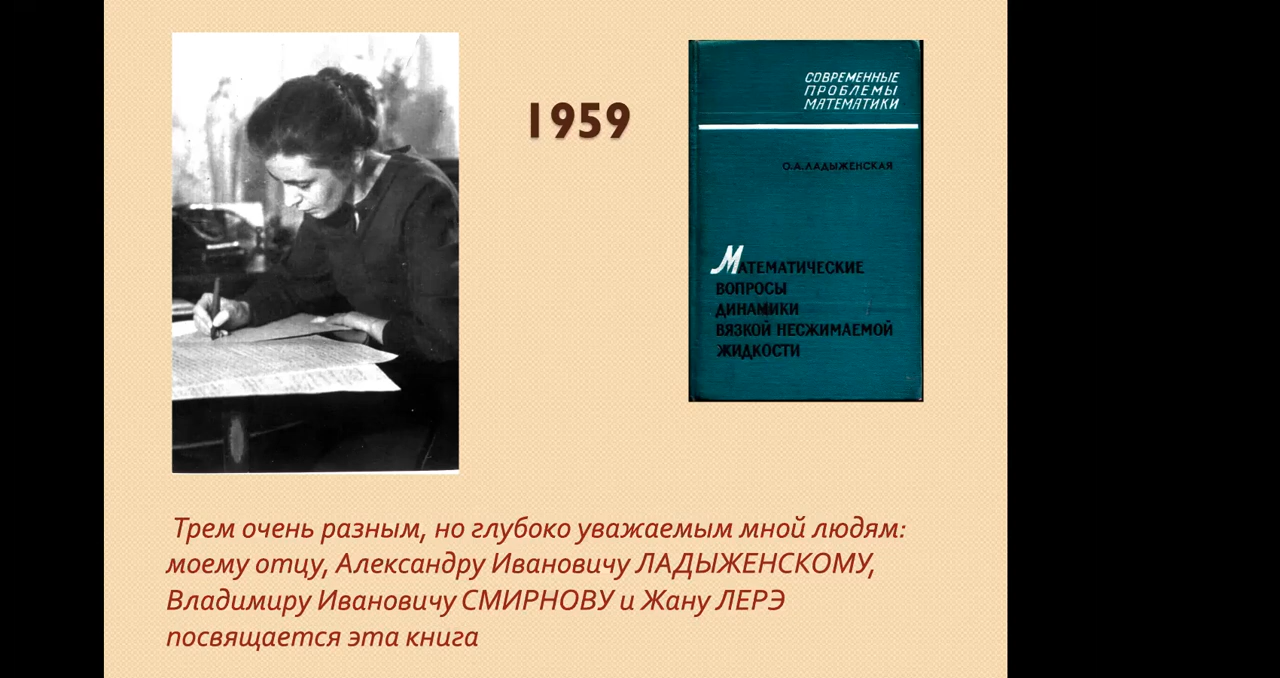 1959
СОВРЕМЕННЫЕ
ПРОБЛЕМЫ
МАТЕМАТИКИ
О.А.ЛАДЫЖЕНСКАЯ
МАТЕМАТИЧЕСКИЕ
ВОПРОСЫ
ДИНАМИКИ
ВЯЗКОЙ НЕСЖИМАЕМОЙ
ЖИДКОСТИ
Трем очень разным, но глубоко уважаемым мной людям:
моему отцу, Александру Ивановичу ЛАДЫЖЕНСКОМУ,
Владимиру Ивановичу СМИРНОВУ и Жану ЛЕРЭ
посвящается эта книга